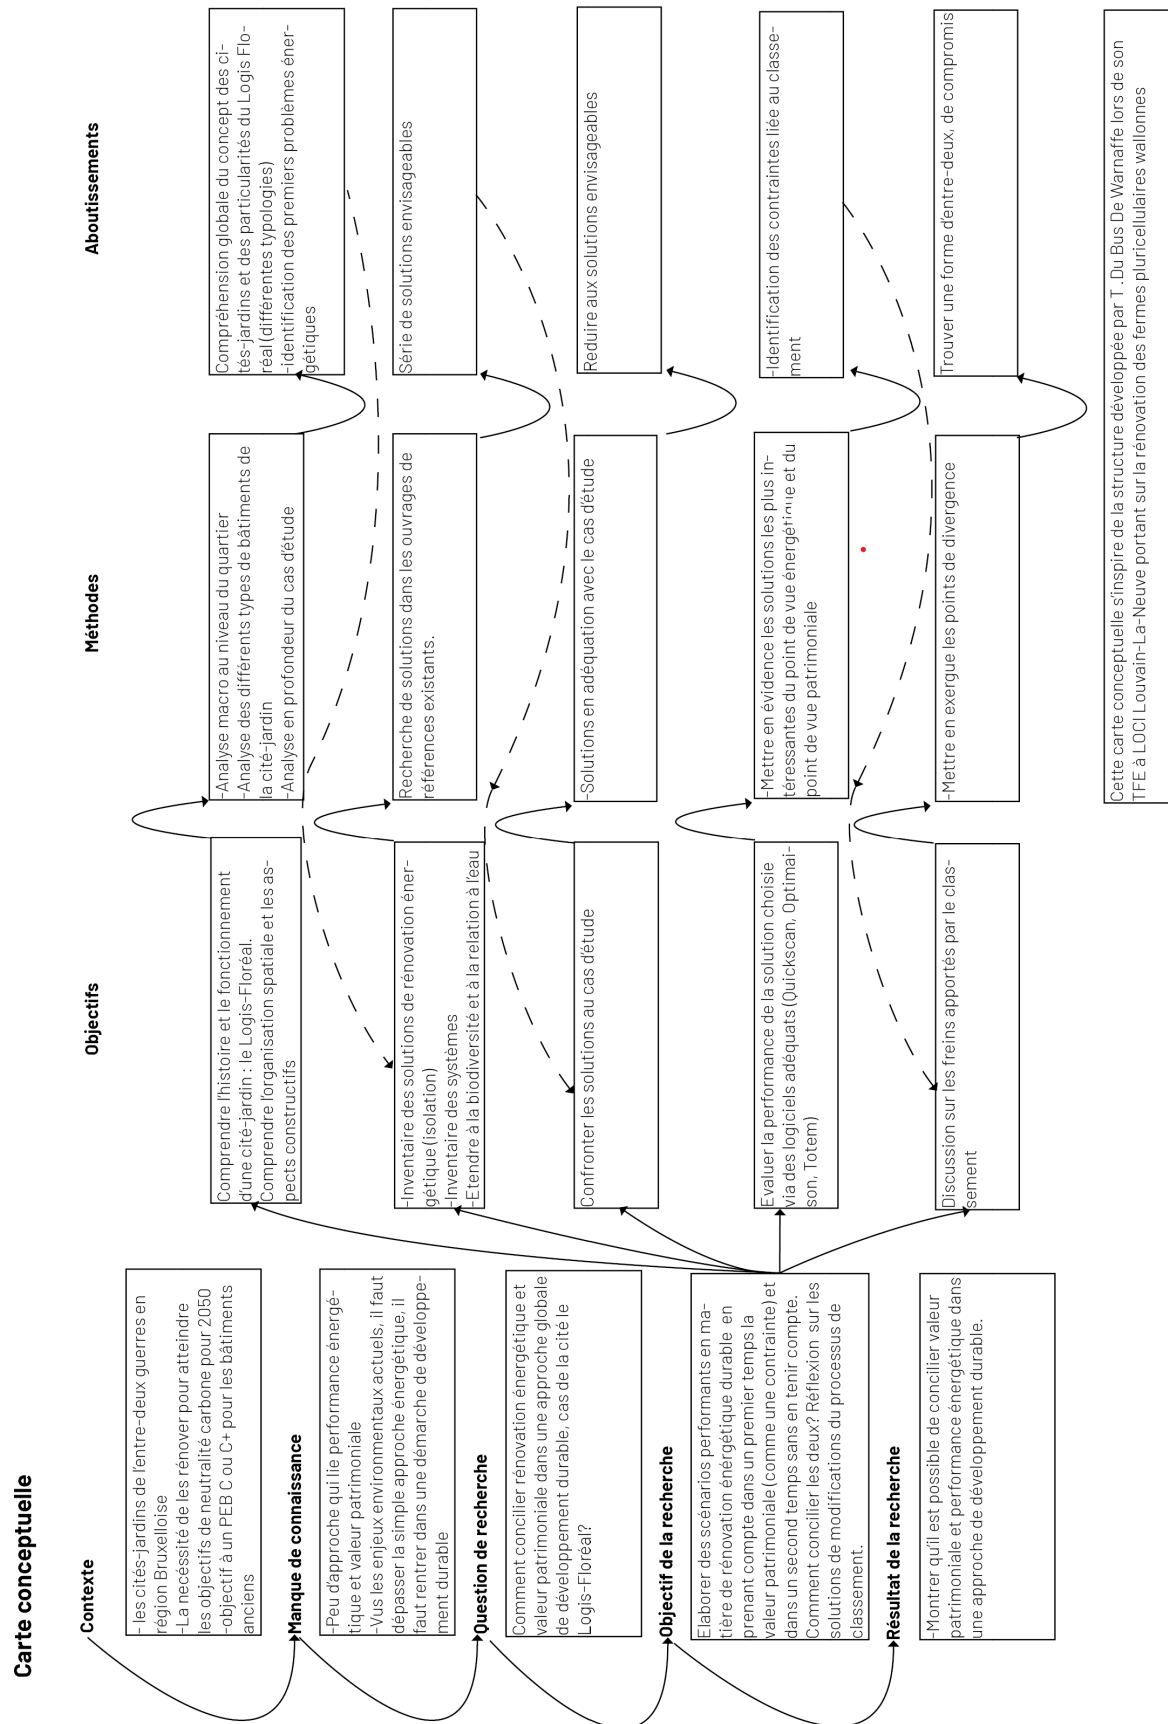 Carte conceptuelle
Contexte
- les cités-jardins de l'entre-deux guerres en
région Bruxelloise
-La necéssité de les rénover pour atteindre
les objectifs de neutralité carbone pour 2050
-objectif à un PEB C ou C+ pour les bâtiments
anciens
Manque de connaissance
-Peu d'approche qui lie performance énergé-
tique et valeur patrimoniale
-Vus les enjeux environmentaux actuels, il faut
dépasser la simple approche énergétique, il
faut rentrer dans une démarche de développe-
ment durable
Question de recherche
Comment concilier rénovation énergétique et
valeur patrimoniale dans une approche globale
de développement durable, cas de la cité le
Logis-Floréal?
Objectif de la recherche
Elaborer des scénarios performants en ma-
tière de rénovation énergétique durable en
prenant compte dans un premier temps la
valeur patrimoniale (comme une contrainte) et
dans un second temps sans en tenir compte.
Comment concilier les deux? Réflexion sur les
solutions de modifications du processus de
classement.
Résultat de la recherche
-Montrer qu'il est possible de concilier valeur
patrimoniale et performance énergétique dans
une approche de développement durable.
Objectifs
Comprendre l'histoire et le fonctionnement
d'une cité-jardin : le Logis-Floréal.
Comprendre l'organisation spatiale et les as-
pects constructifs
-Inventaire des solutions de rénovation éner-
gétique (isolation)
-Inventaire des systèmes
-Etendre à la biodiversité et à la relation à l'eau
Confronter les solutions au cas d'étude
Evaluer la performance de la solution choisie
via des logiciels adéquats (Quickscan, Optimai-
son, Totem)
Discussion sur les freins apportés par le clas-
sement
Méthodes
-Analyse macro au niveau du quartier
-Analyse des différents types de bâtiments de
la cité-jardin
-Analyse en profondeur du cas d'étude
Recherche de solutions dans les ouvrages de
références existants.
-Solutions en adéquation avec le cas d'étude
-Mettre en évidence les solutions les plus in-
téressantes du point de vue énergétique et du
point de vue patrimoniale
-Mettre en exergue les points de divergence
Aboutissements
Compréhension globale du concept des ci-
tés-jardins et des particularités du Logis Flo-
réal (différentes typologies)
-identification des premiers problèmes éner-
gétiques
Série de solutions envisageables
Reduire aux solutions envisageables
-Identification des contraintes liée au classe-
ment
Trouver une forme d'entre-deux, de compromis
Cette carte conceptuelle s'inspire de la structure développée par T. Du Bus De Warnaffe lors de son
TFE à LOCI Louvain-La-Neuve portant sur la rénovation des fermes pluricellulaires wallonnes